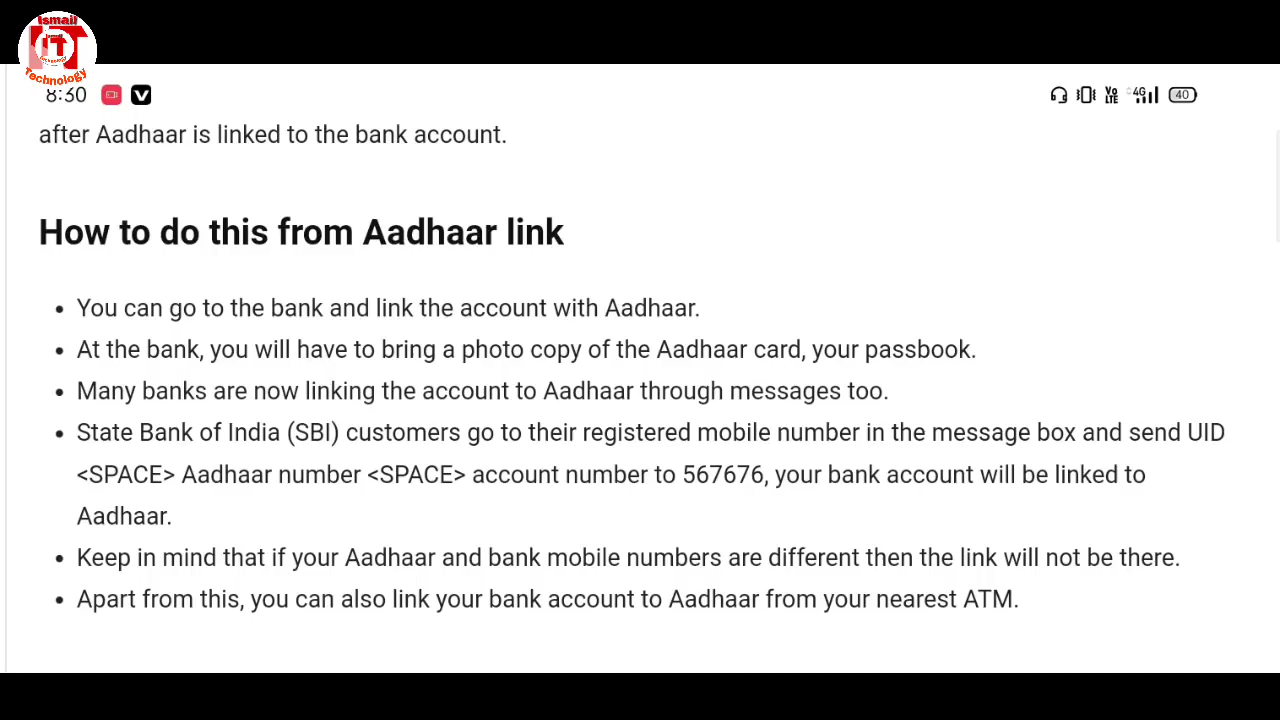 Ismail
IT
Technology
8:30
Vo LTE 4G 40
after Aadhaar is linked to the bank account.
How to do this from Aadhaar link
• You can go to the bank and link the account with Aadhaar.
• At the bank, you will have to bring a photo copy of the Aadhaar card, your passbook.
• Many banks are now linking the account to Aadhaar through messages too.
• State Bank of India (SBI) customers go to their registered mobile number in the message box and send UID
<SPACE> Aadhaar number <SPACE> account number to 567676, your bank account will be linked to
Aadhaar.
• Keep in mind that if your Aadhaar and bank mobile numbers are different then the link will not be there.
• Apart from this, you can also link your bank account to Aadhaar from your nearest ATM.